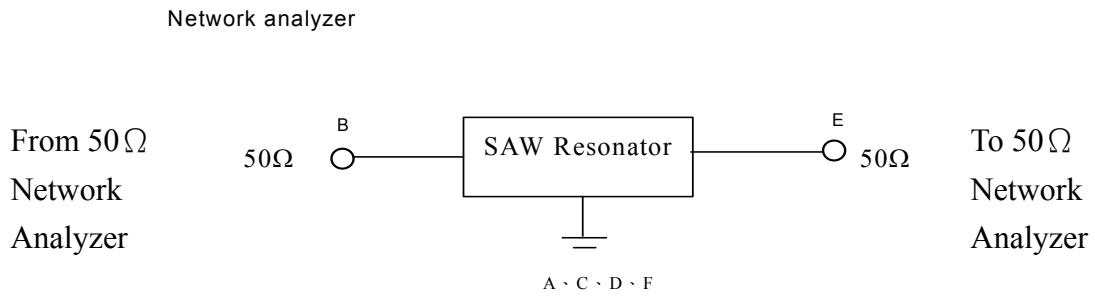 Network analyzer
From 50Ω
Network
Analyzer
50Ω
B
SAW Resonator
E
50Ω
To 50Ω
Network
Analyzer
A、C、D、F